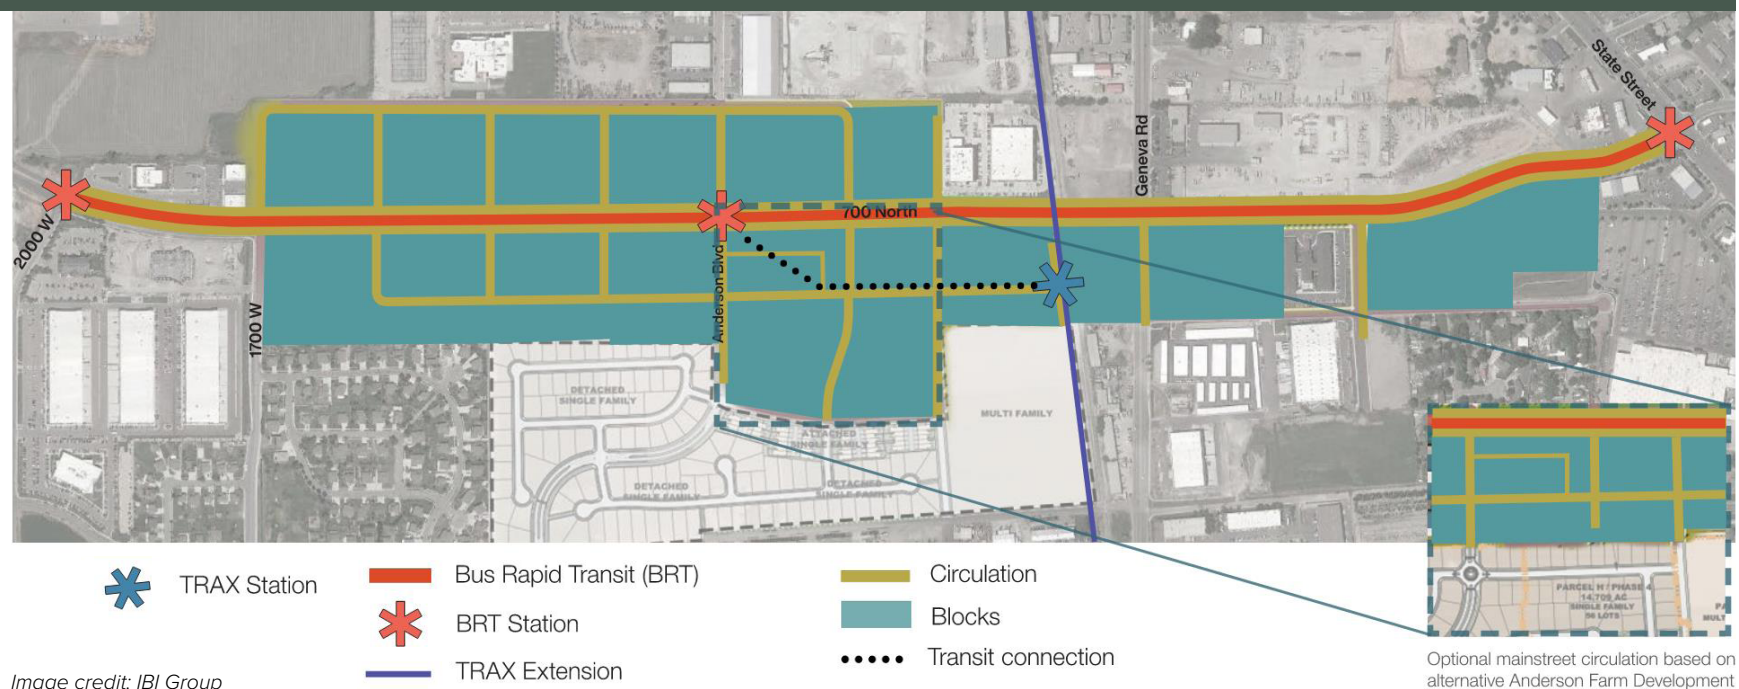 State Street
Geneva Rd
2000 W
700 North
Anderson Blvd
1700 W
DETACHED
SINGLE FAMILY
MULTI FAMILY
ATTACHED
SINGLE FAMILY
DETACHED
SINGLE FAMILY
DETACHED
SINGLE FAMILY
PARCEL H / PHASE 4
14.709 AC
SINGLE FAMILY
56 LOTS
MULT
TRAX Station
Bus Rapid Transit (BRT)
BRT Station
TRAX Extension
Circulation
Blocks
Transit connection
Optional mainstreet circulation based on
alternative Anderson Farm Development
Image credit: IBI Group